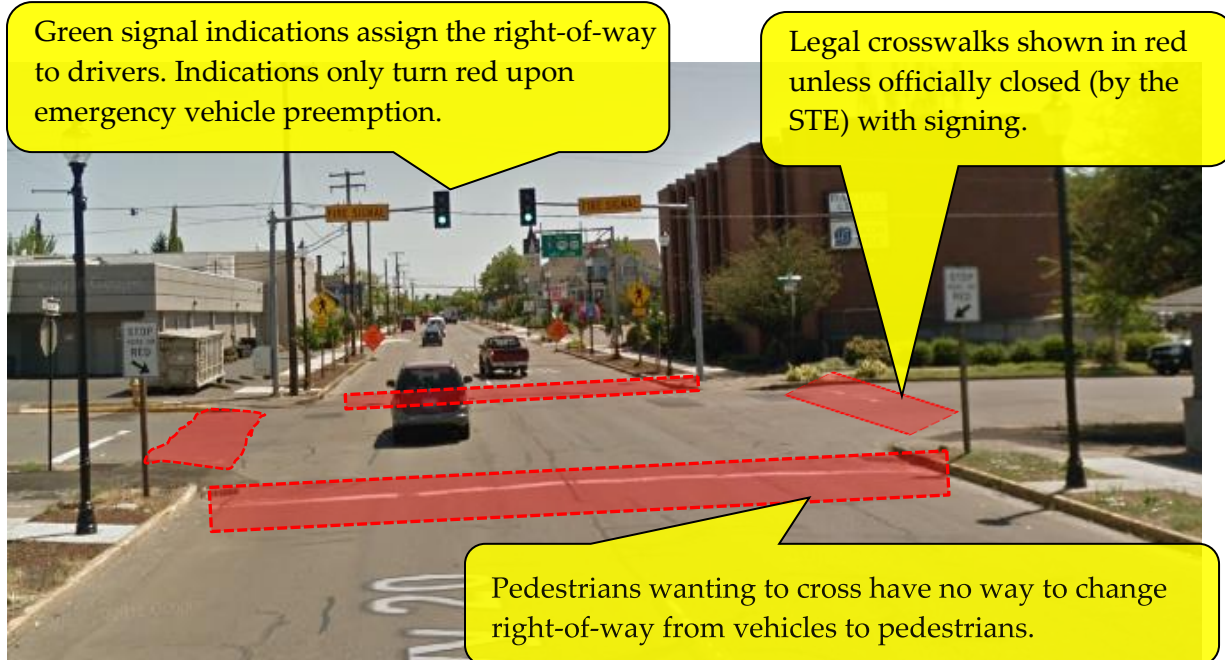 Green signal indications assign the right-of-way
to drivers. Indications only turn red upon
emergency vehicle preemption.
Legal crosswalks shown in red
unless officially closed (by the
STE) with signing.
FIRE SIGNAL
FIRE SIGNAL
STOP
HERE ON
RED
STOP
HERE ON
RED
Pedestrians wanting to cross have no way to change
right-of-way from vehicles to pedestrians.